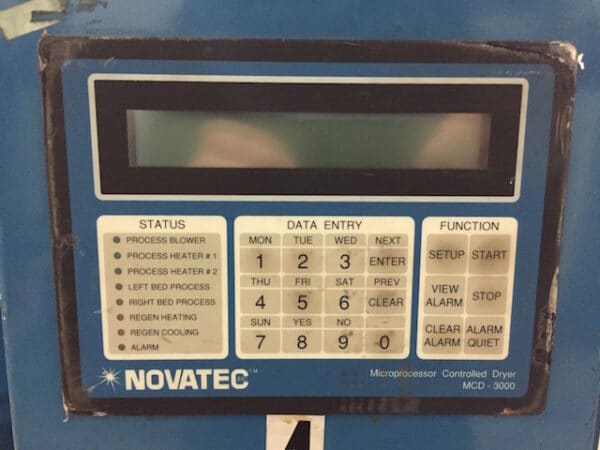 STATUS
PROCESS BLOWER
PROCESS HEATER # 1
PROCESS HEATER # 2
LEFT BED PROCESS
RIGHT BED PROCESS
REGEN HEATING
REGEN COOLING
ALARM
DATA ENTRY
MON TUE WED NEXT
1 2 3 ENTER
THU FRI SAT PREV
4 5 6 CLEAR
SUN YES NO
7 8 9 0
FUNCTION
SETUP START
VIEW ALARM STOP
CLEAR ALARM ALARM QUIET
NOVATEC™
Microprocessor Controlled Dryer
MCD - 3000